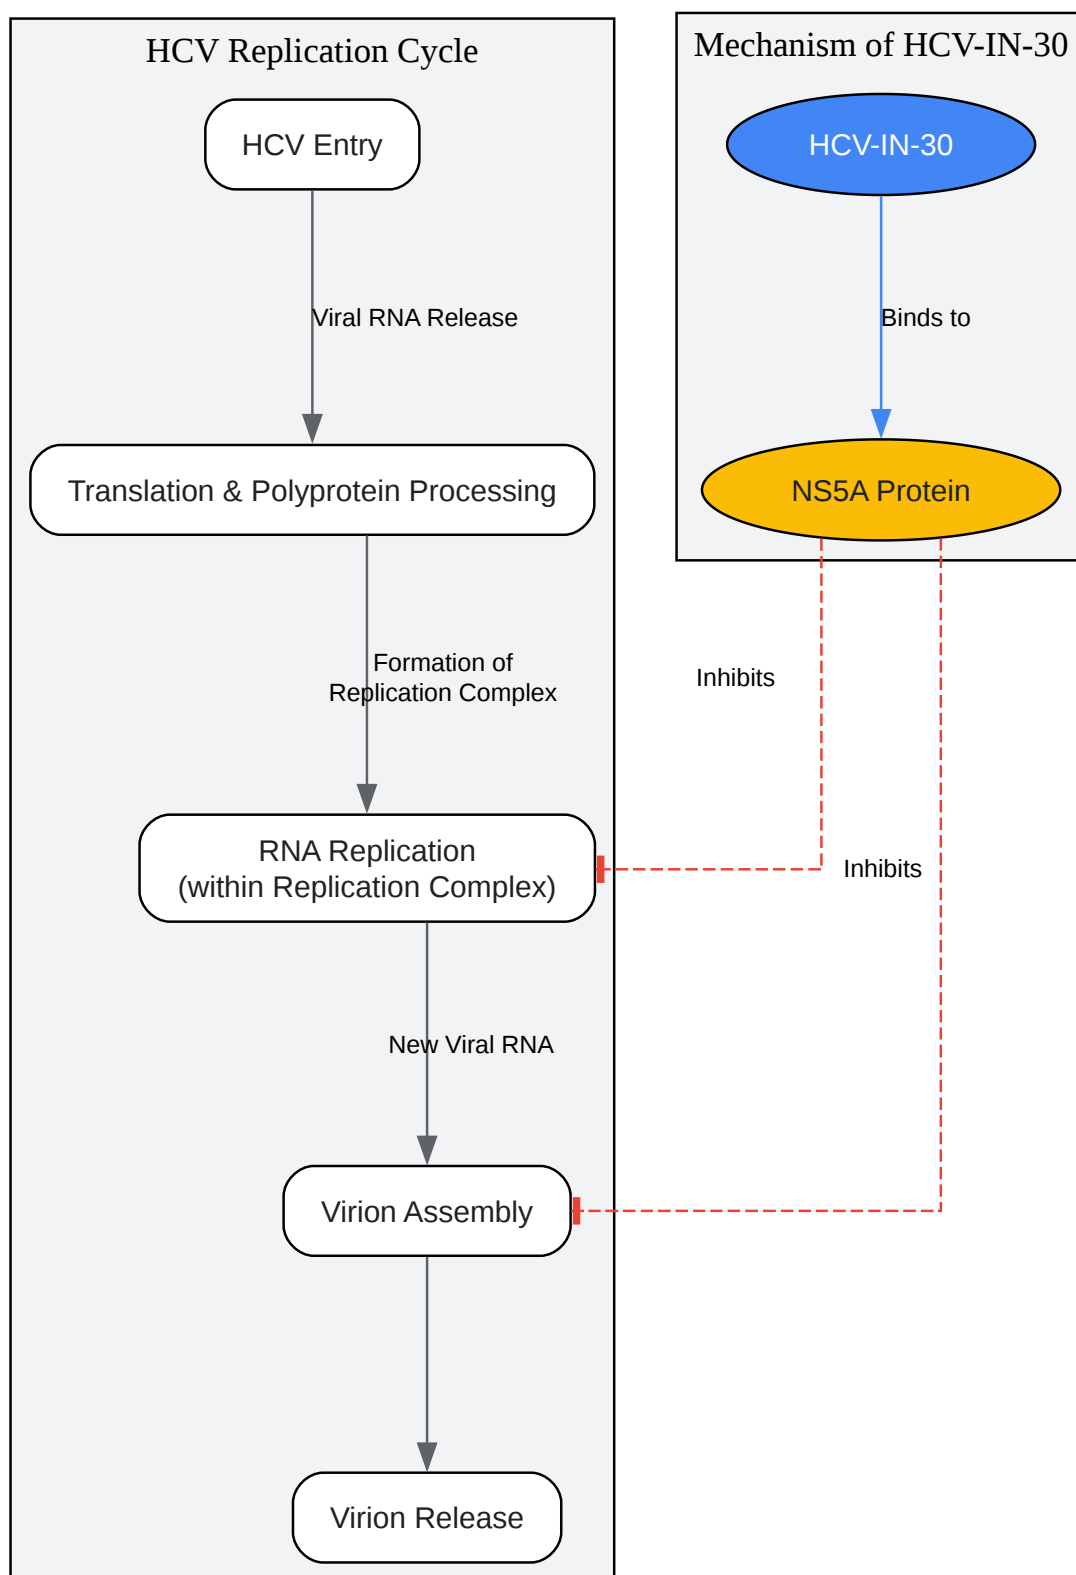 HCV Replication Cycle
HCV Entry
Viral RNA Release
Translation & Polyprotein Processing
Formation of
Replication Complex
RNA Replication
(within Replication Complex)
New Viral RNA
Virion Assembly
Virion Release
Mechanism of HCV-IN-30
HCV-IN-30
Binds to
NS5A Protein
Inhibits
Inhibits